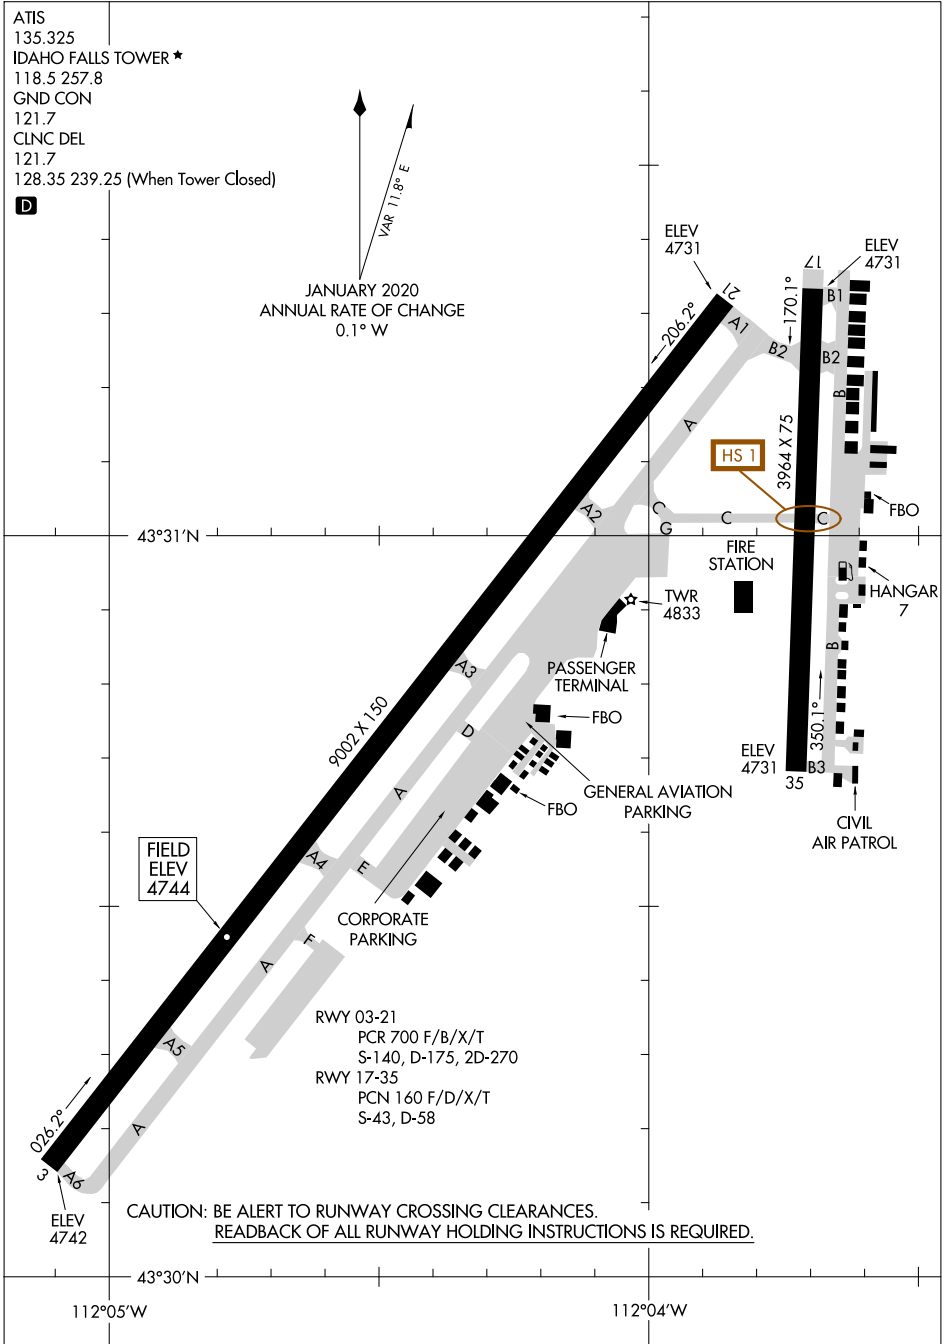 ATIS
135.325
IDAHO FALLS TOWER ★
118.5 257.8
GND CON
121.7
CLNC DEL
121.7
128.35 239.25 (When Tower Closed)
D
VAR 11.8° E
JANUARY 2020
ANNUAL RATE OF CHANGE
0.1° W
ELEV
4731
21
206.2°
A1
17
ELEV
4731
B1
170.1°
B2
B2
B
A
3964 X 75
HS 1
A2
C
G
C
C
FBO
43°31'N
FIRE
STATION
HANGAR
7
TWR
4833
PASSENGER
TERMINAL
B
A3
FBO
D
9002 X 150
350.1°
ELEV
4731
35
B3
A
GENERAL AVIATION
PARKING
FBO
CIVIL
AIR PATROL
FIELD
ELEV
4744
A4
E
CORPORATE
PARKING
F
A
RWY 03-21
PCR 700 F/B/X/T
S-140, D-175, 2D-270
RWY 17-35
PCN 160 F/D/X/T
S-43, D-58
A5
026.2°
A
3
A6
ELEV
4742
CAUTION: BE ALERT TO RUNWAY CROSSING CLEARANCES.
READBACK OF ALL RUNWAY HOLDING INSTRUCTIONS IS REQUIRED.
43°30'N
112°05'W
112°04'W